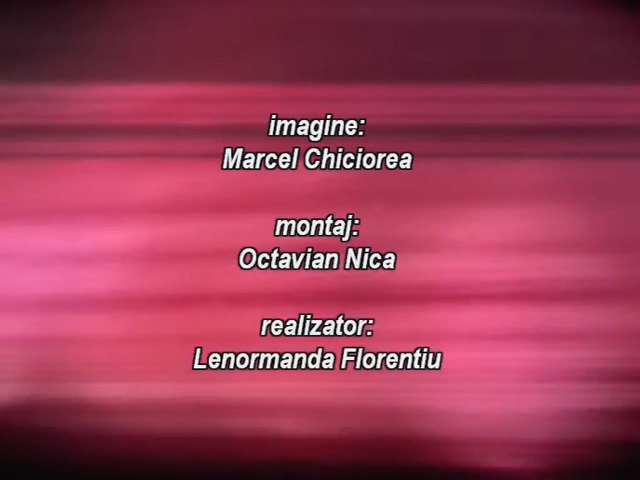 imagine:
Marcel Chiciorea
montaj:
Octavian Nica
realizator:
Lenormanda Florentiu